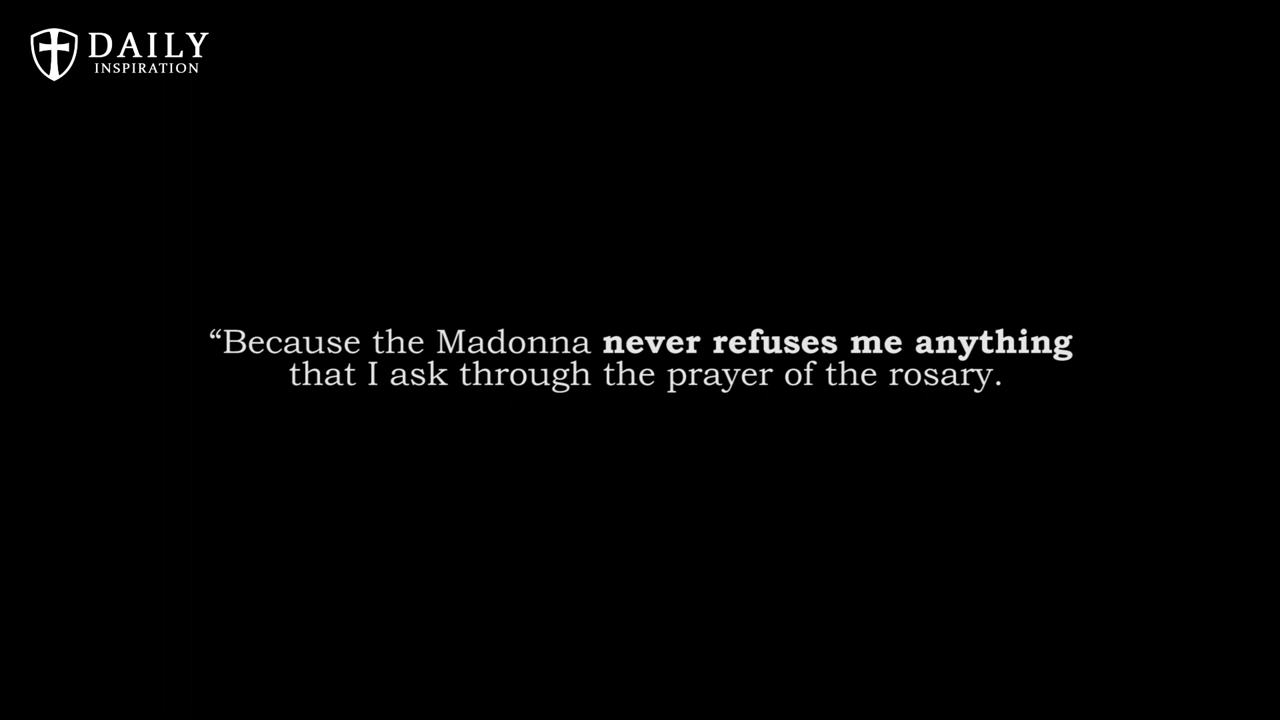 DAILY
INSPIRATION
“Because the Madonna never refuses me anything
that I ask through the prayer of the rosary.